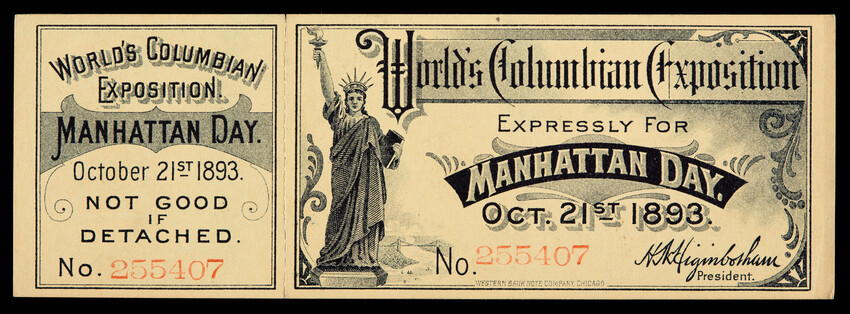 World's Columbian
Exposition.
Manhattan Day.
October 21ST 1893.
NOT GOOD
IF
DETACHED.
No. 255407
World's Columbian Exposition
Expressly For
Manhattan Day.
Oct. 21ST 1893.
No. 255407
H.N. Higinbotham
President.
WESTERN BANK NOTE COMPANY, CHICAGO.